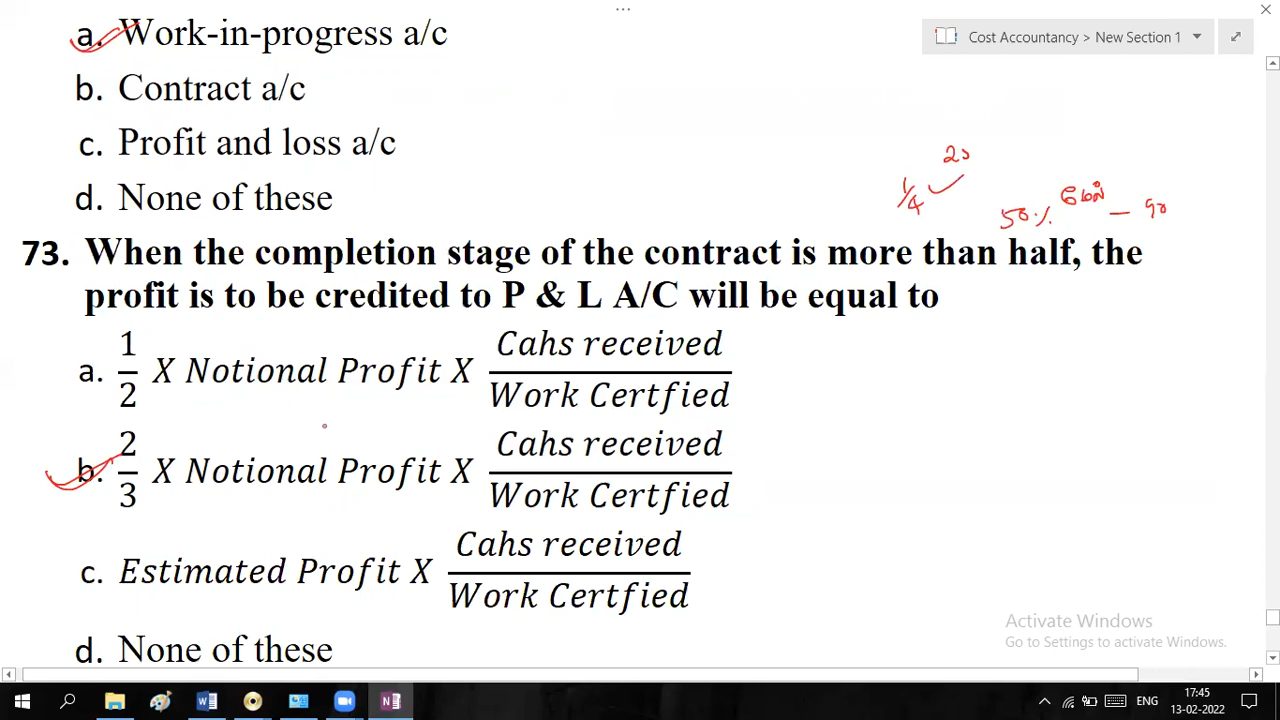 ...
Cost Accountancy > New Section 1
a. Work-in-progress a/c
b. Contract a/c
c. Profit and loss a/c
d. None of these
1/4
50%
73. When the completion stage of the contract is more than half, the
profit is to be credited to P & L A/C will be equal to
a. 1/2 X Notional Profit X Cahs received / Work Certfied
b. 2/3 X Notional Profit X Cahs received / Work Certfied
c. Estimated Profit X Cahs received / Work Certfied
d. None of these
Activate Windows
Go to Settings to activate Windows.
ENG
17:45
13-02-2022